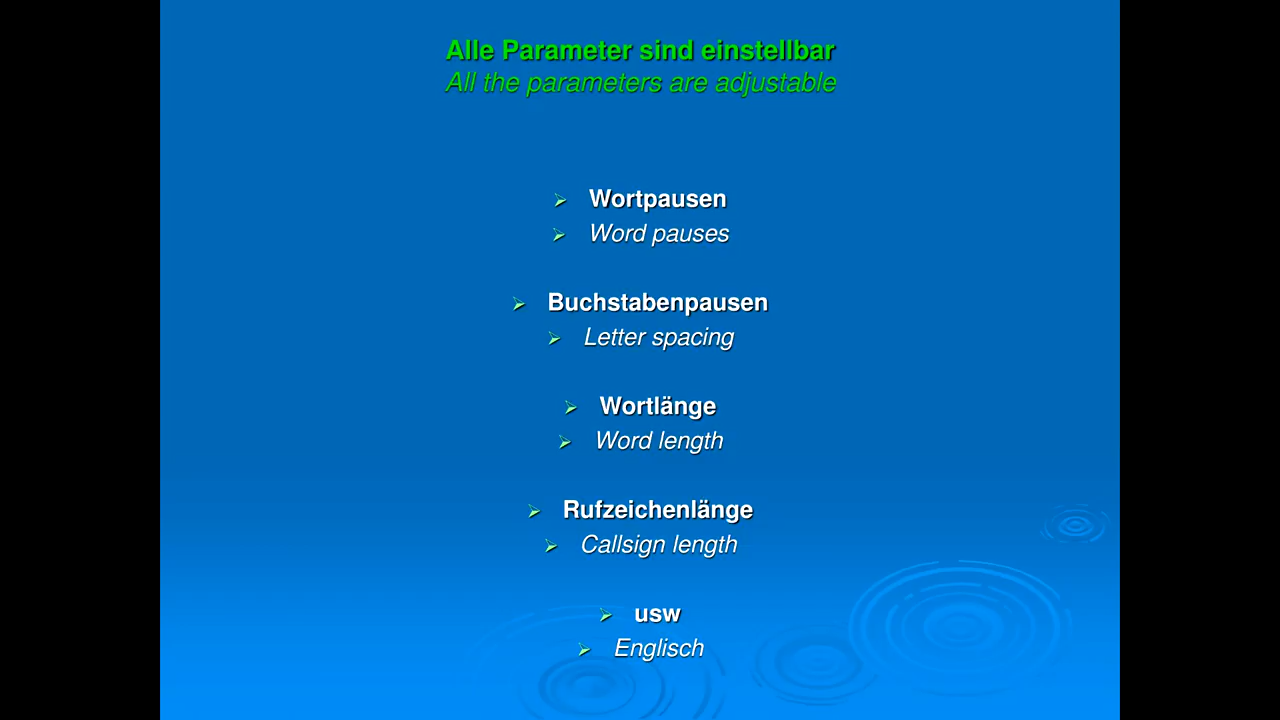 Alle Parameter sind einstellbar
All the parameters are adjustable
Wortpausen
Word pauses
Buchstabenpausen
Letter spacing
Wortlänge
Word length
Rufzeichenlänge
Callsign length
usw
Englisch